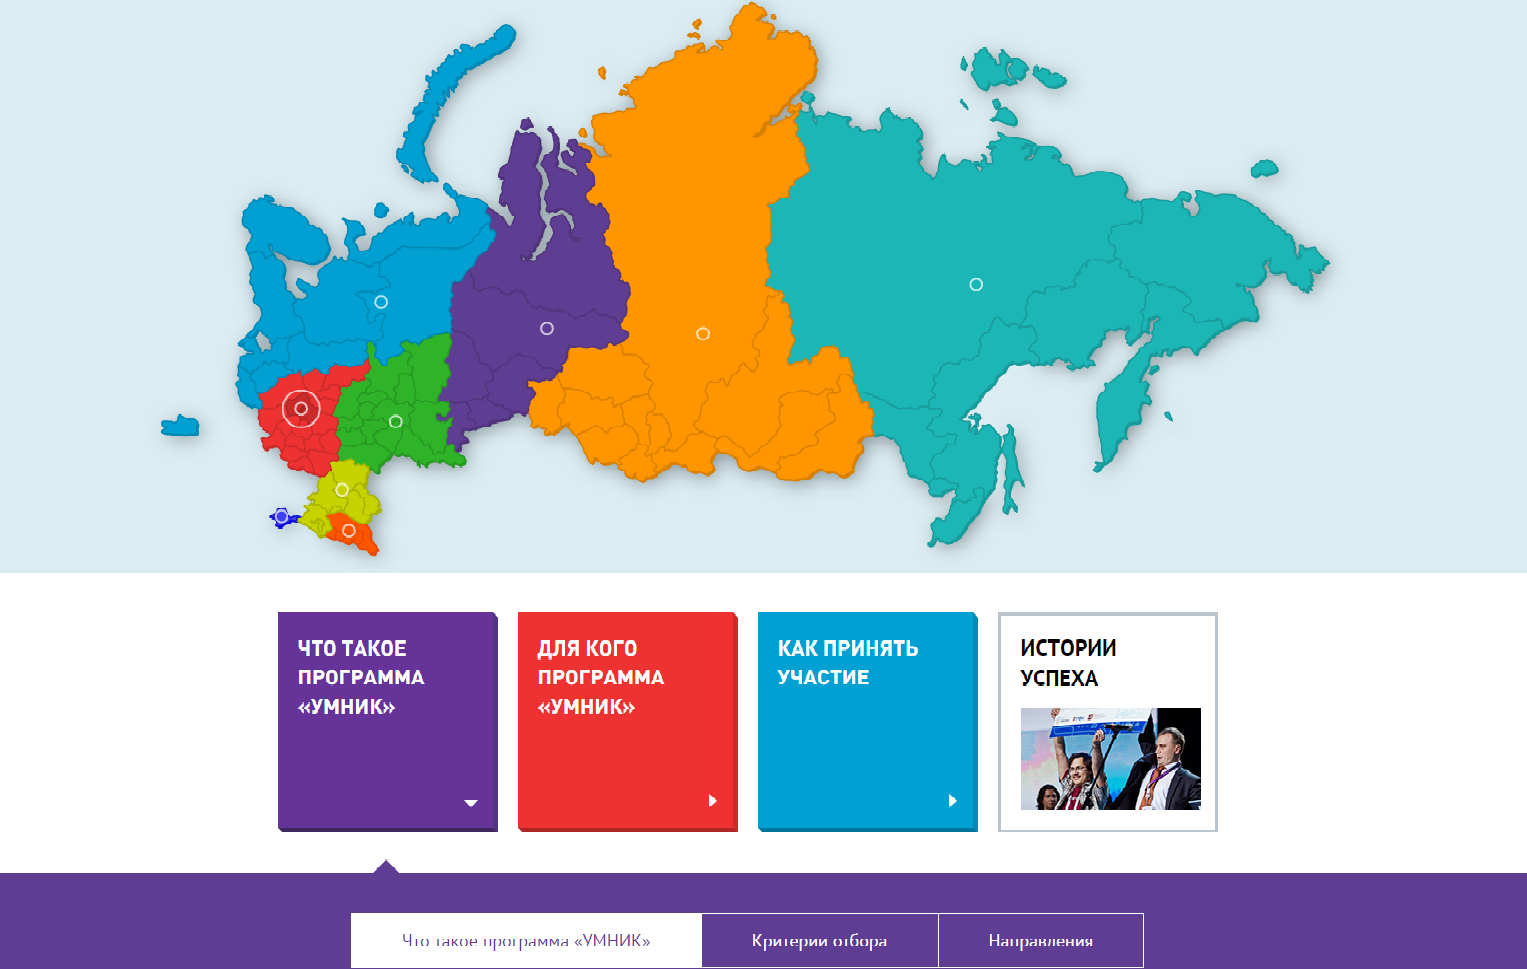 ЧТО ТАКОЕ
ПРОГРАММА
«УМНИК»
ДЛЯ КОГО
ПРОГРАММА
«УМНИК»
КАК ПРИНЯТЬ
УЧАСТИЕ
ИСТОРИИ
УСПЕХА
Что такое программа «УМНИК»
Критерии отбора
Направления